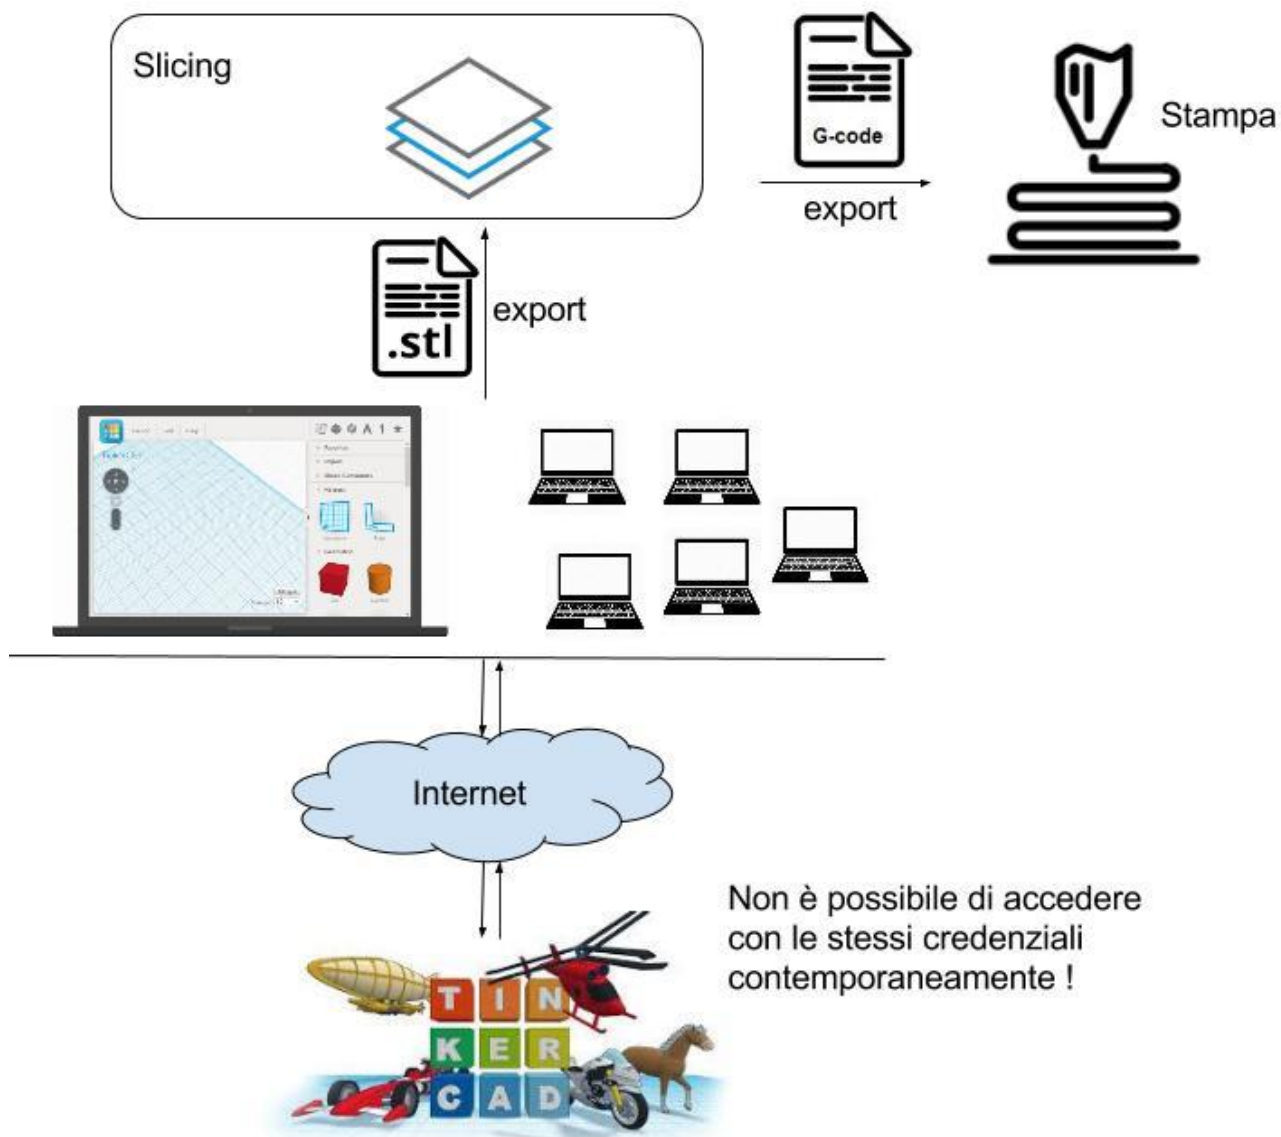 Slicing
G-code
export
Stampa
.stl
export
Internet
Non è possibile di accedere
con le stessi credenziali
contemporaneamente !
TIN
KER
CAD